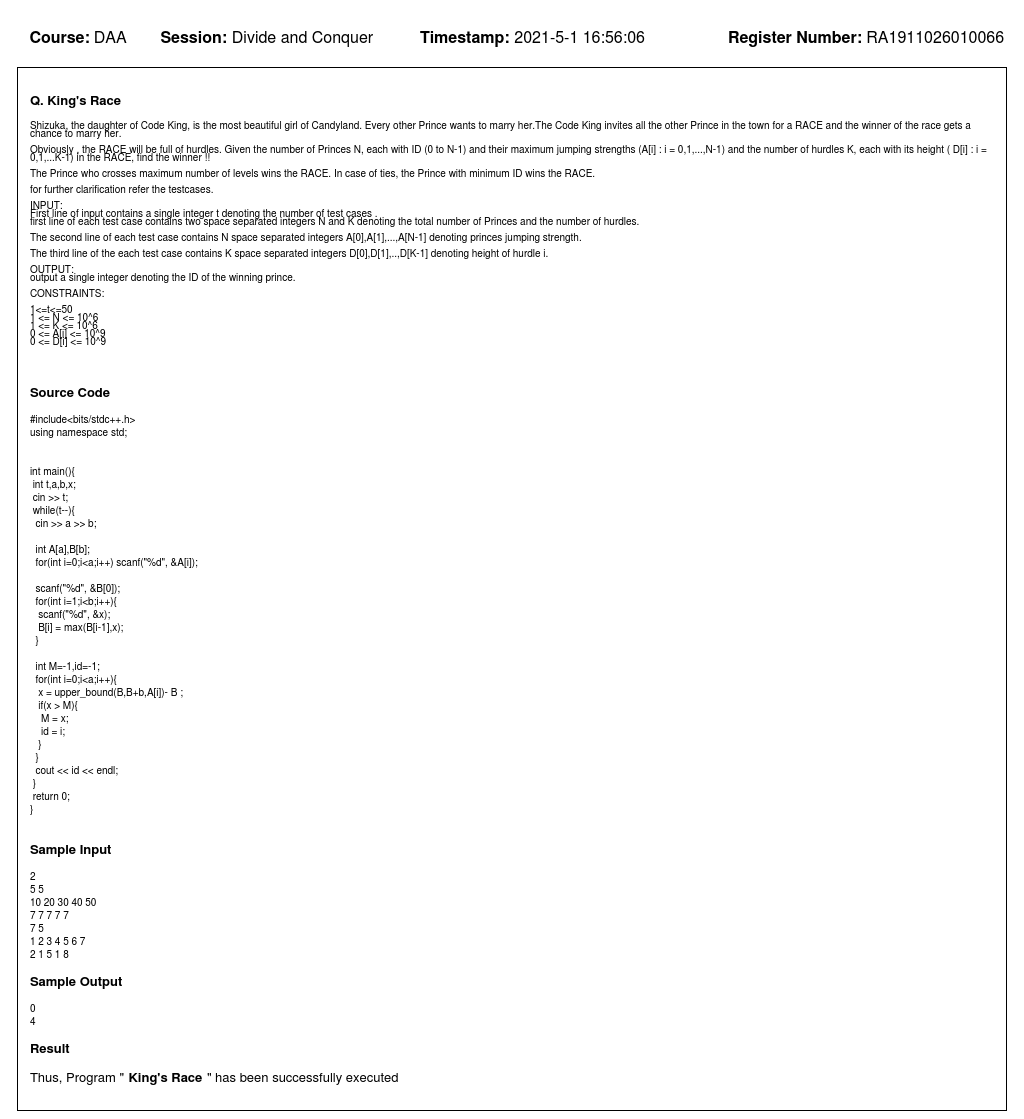 Course: DAA Session: Divide and Conquer Timestamp: 2021-5-1 16:56:06 Register Number: RA1911026010066
Q. King's Race
Shizuka, the daughter of Code King, is the most beautiful girl of Candyland. Every other Prince wants to marry her.The Code King invites all the other Prince in the town for a RACE and the winner of the race gets a
chance to marry her.
Obviously , the RACE will be full of hurdles. Given the number of Princes N, each with ID (0 to N-1) and their maximum jumping strengths (A[i] : i = 0,1,...,N-1) and the number of hurdles K, each with its height ( D[i] : i =
0,1,...K-1) in the RACE, find the winner !!
The Prince who crosses maximum number of levels wins the RACE. In case of ties, the Prince with minimum ID wins the RACE.
for further clarification refer the testcases.
INPUT:
First line of input contains a single integer t denoting the number of test cases .
first line of each test case contains two space separated integers N and K denoting the total number of Princes and the number of hurdles.
The second line of each test case contains N space separated integers A[0],A[1],...,A[N-1] denoting princes jumping strength.
The third line of the each test case contains K space separated integers D[0],D[1],..,D[K-1] denoting height of hurdle i.
OUTPUT:
output a single integer denoting the ID of the winning prince.
CONSTRAINTS:
1<=t<=50
1 <= N <= 10^6
1 <= K <= 10^6
0 <= A[i] <= 10^9
0 <= D[i] <= 10^9
Source Code
#include<bits/stdc++.h>
using namespace std;
int main(){
int t,a,b,x;
cin >> t;
while(t--){
cin >> a >> b;
int A[a],B[b];
for(int i=0;i<a;i++) scanf("%d", &A[i]);
scanf("%d", &B[0]);
for(int i=1;i<b;i++){
scanf("%d", &x);
B[i] = max(B[i-1],x);
}
int M=-1,id=-1;
for(int i=0;i<a;i++){
x = upper_bound(B,B+b,A[i])- B ;
if(x > M){
M = x;
id = i;
}
}
cout << id << endl;
}
return 0;
}
Sample Input
2
5 5
10 20 30 40 50
7 7 7 7 7
7 5
1 2 3 4 5 6 7
2 1 5 1 8
Sample Output
0
4
Result
Thus, Program " King's Race " has been successfully executed